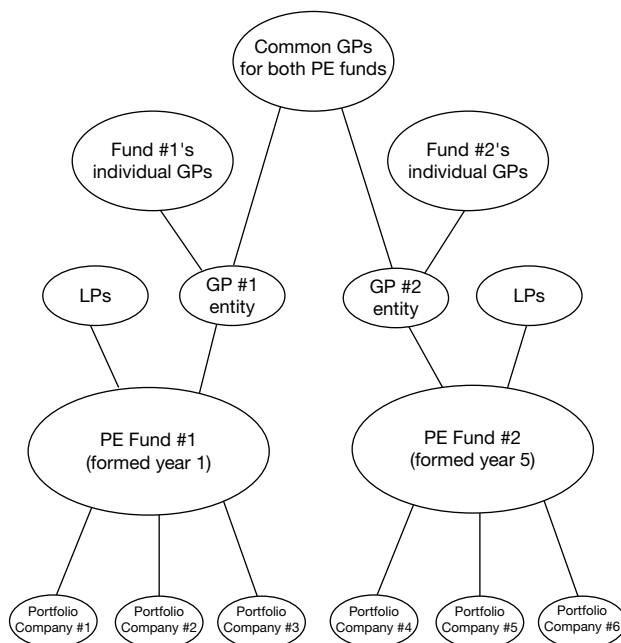 Common GPs
for both PE funds
Fund #1's
individual GPs
Fund #2's
individual GPs
LPs
GP #1
entity
GP #2
entity
LPs
PE Fund #1
(formed year 1)
PE Fund #2
(formed year 5)
Portfolio
Company #1
Portfolio
Company #2
Portfolio
Company #3
Portfolio
Company #4
Portfolio
Company #5
Portfolio
Company #6